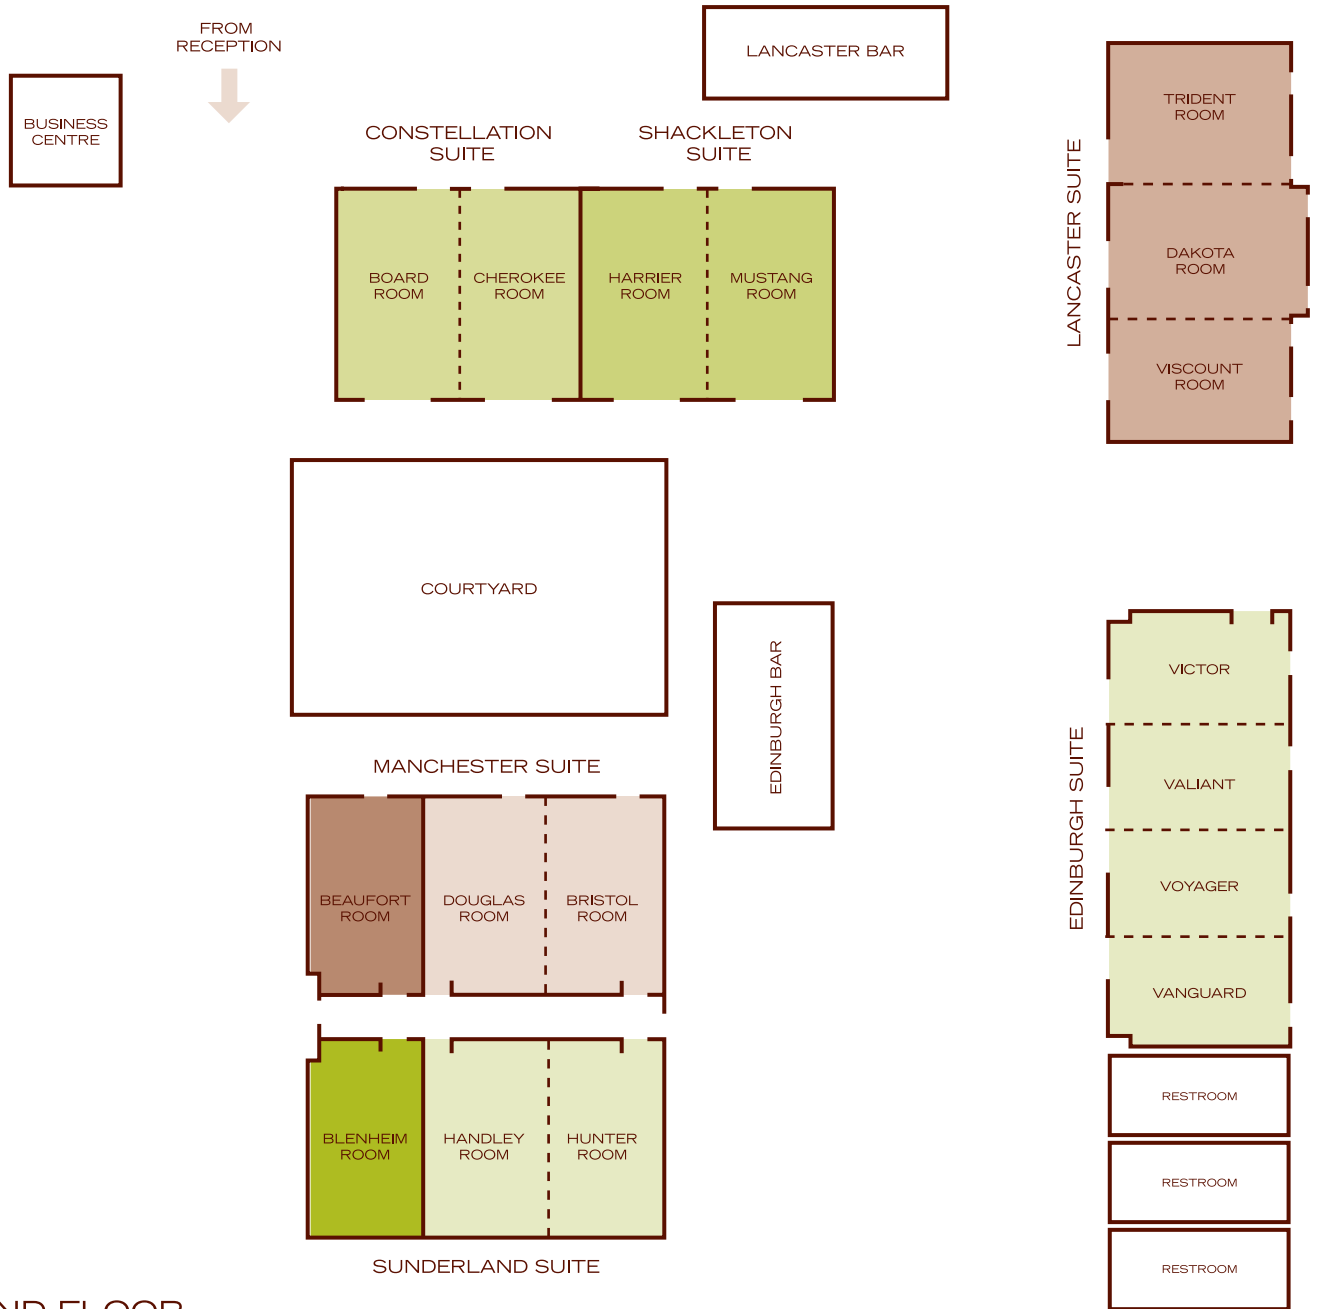 FROM
RECEPTION
LANCASTER BAR
BUSINESS
CENTRE
CONSTELLATION
SUITE
SHACKLETON
SUITE
BOARD
ROOM
CHEROKEE
ROOM
HARRIER
ROOM
MUSTANG
ROOM
LANCASTER SUITE
TRIDENT
ROOM
DAKOTA
ROOM
VISCOUNT
ROOM
COURTYARD
EDINBURGH BAR
EDINBURGH SUITE
VICTOR
VALIANT
VOYAGER
VANGUARD
MANCHESTER SUITE
BEAUFORT
ROOM
DOUGLAS
ROOM
BRISTOL
ROOM
BLENHEIM
ROOM
HANDLEY
ROOM
HUNTER
ROOM
SUNDERLAND SUITE
RESTROOM
RESTROOM
RESTROOM
FLOOR